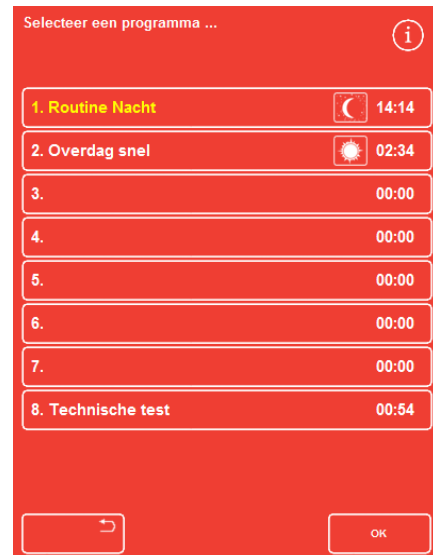 Selecteer een programma ...
i
1. Routine Nacht 14:14
2. Overdag snel 02:34
3. 00:00
4. 00:00
5. 00:00
6. 00:00
7. 00:00
8. Technische test 00:54
OK